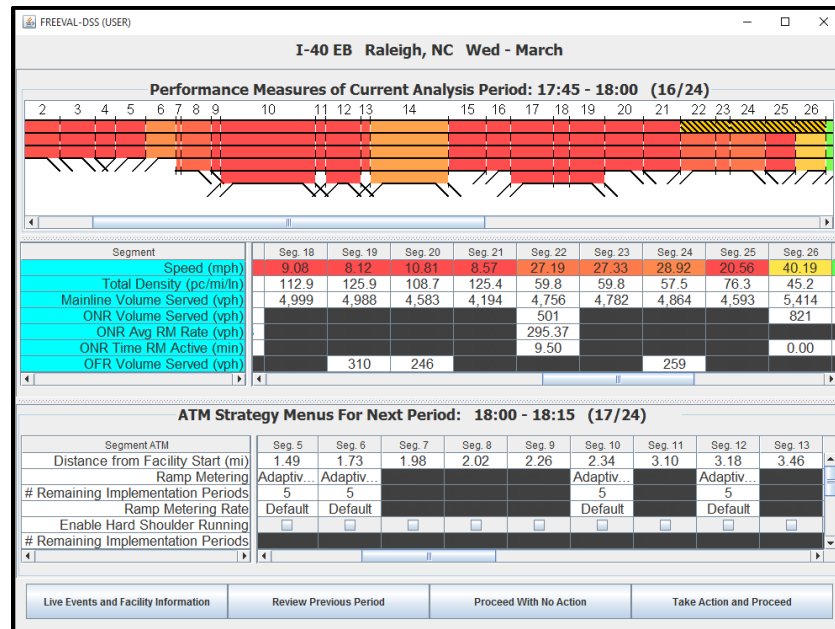 FREEVAL-DSS (USER)
I-40 EB Raleigh, NC Wed - March
Performance Measures of Current Analysis Period: 17:45 - 18:00 (16/24)
2 3 4 5 6 7 8 9 10 11 12 13 14 15 16 17 18 19 20 21 22 23 24 25 26
Segment Seg. 18 Seg. 19 Seg. 20 Seg. 21 Seg. 22 Seg. 23 Seg. 24 Seg. 25 Seg. 26
Speed (mph) 9.08 8.12 10.81 8.57 27.19 27.33 28.92 20.56 40.19
Total Density (pc/mi/ln) 112.9 125.9 108.7 125.4 59.8 59.8 57.5 76.3 45.2
Mainline Volume Served (vph) 4,999 4,988 4,583 4,194 4,756 4,782 4,864 4,593 5,414
ONR Volume Served (vph) 501 821
ONR Avg RM Rate (vph) 295.37
ONR Time RM Active (min) 9.50 0.00
OFR Volume Served (vph) 310 246 259
ATM Strategy Menus For Next Period: 18:00 - 18:15 (17/24)
Segment ATM Seg. 5 Seg. 6 Seg. 7 Seg. 8 Seg. 9 Seg. 10 Seg. 11 Seg. 12 Seg. 13
Distance from Facility Start (mi) 1.49 1.73 1.98 2.02 2.26 2.34 3.10 3.18 3.46
Ramp Metering Adaptiv... Adaptiv... Adaptiv... Adaptiv...
# Remaining Implementation Periods 5 5 5 5
Ramp Metering Rate Default Default Default Default
Enable Hard Shoulder Running
# Remaining Implementation Periods
Live Events and Facility Information Review Previous Period Proceed With No Action Take Action and Proceed